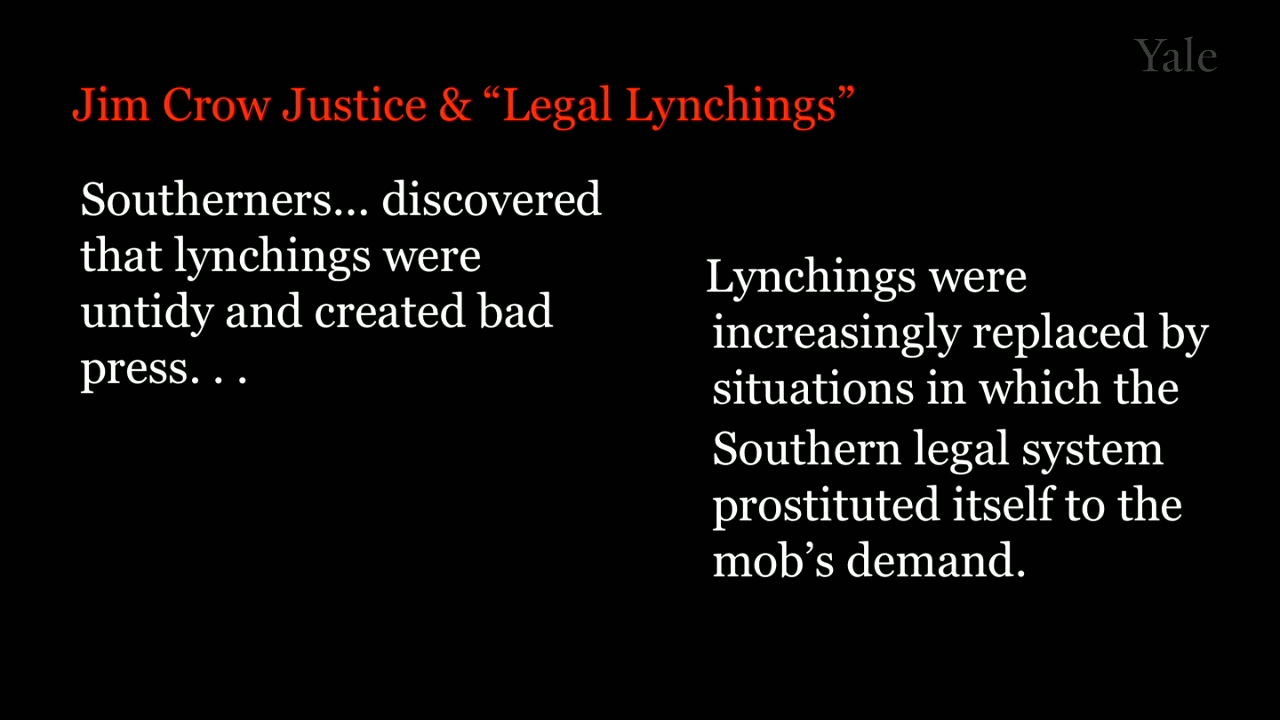 Yale
Jim Crow Justice & “Legal Lynchings”
Southerners... discovered
that lynchings were
untidy and created bad
press. . .
Lynchings were
increasingly replaced by
situations in which the
Southern legal system
prostituted itself to the
mob’s demand.